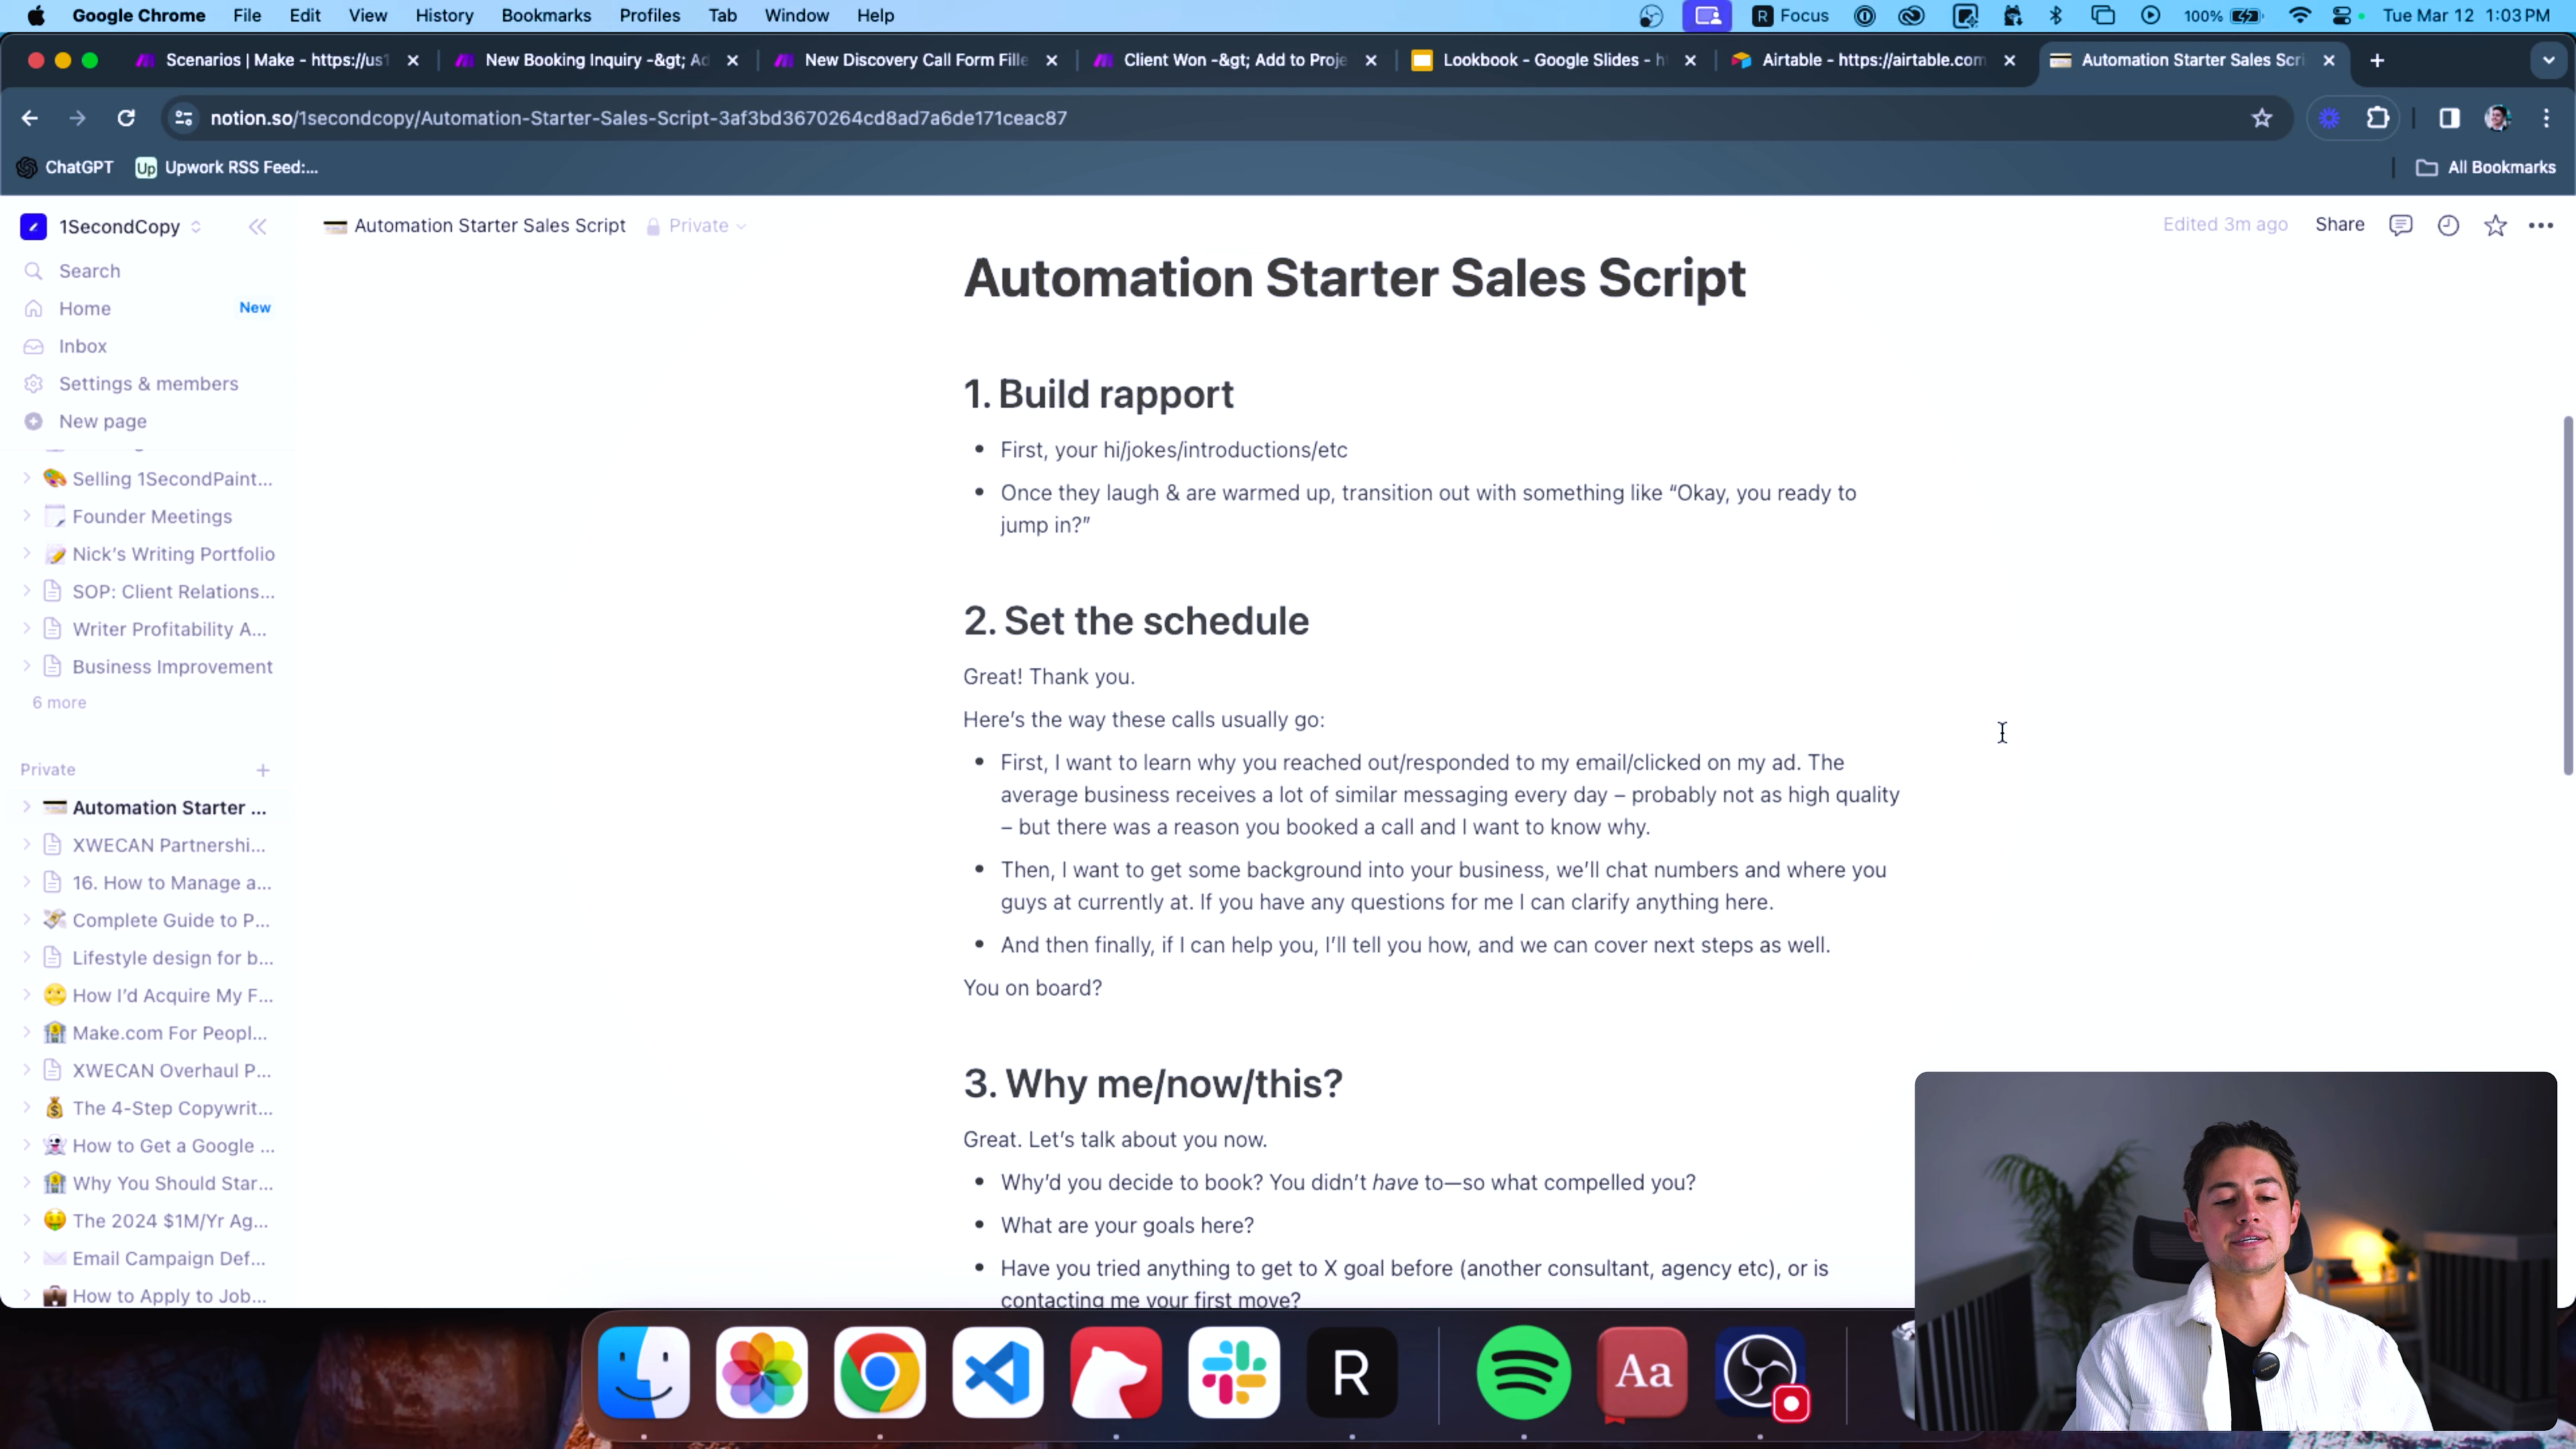 Google Chrome File Edit View History Bookmarks Profiles Tab Window Help R Focus 100% Tue Mar 12 1:03 PM
Scenarios | Make - https://us1 New Booking Inquiry -&gt; Ad New Discovery Call Form Fille Client Won -&gt; Add to Proje Lookbook - Google Slides - h Airtable - https://airtable.com Automation Starter Sales Scri
notion.so/1secondcopy/Automation-Starter-Sales-Script-3af3bd3670264cd8ad7a6de171ceac87
ChatGPT Up Upwork RSS Feed:... All Bookmarks
1SecondCopy
Automation Starter Sales Script Private
Edited 3m ago Share
Search
Home New
Inbox
Settings & members
New page
Selling 1SecondPaint...
Founder Meetings
Nick's Writing Portfolio
SOP: Client Relations...
Writer Profitability A...
Business Improvement
6 more
Private
Automation Starter ...
XWECAN Partnershi...
16. How to Manage a...
Complete Guide to P...
Lifestyle design for b...
How I'd Acquire My F...
Make.com For Peopl...
XWECAN Overhaul P...
The 4-Step Copywrit...
How to Get a Google ...
Why You Should Star...
The 2024 $1M/Yr Ag...
Email Campaign Def...
How to Apply to Job...
Automation Starter Sales Script
1. Build rapport
• First, your hi/jokes/introductions/etc
• Once they laugh & are warmed up, transition out with something like “Okay, you ready to
jump in?”
2. Set the schedule
Great! Thank you.
Here's the way these calls usually go:
• First, I want to learn why you reached out/responded to my email/clicked on my ad. The
average business receives a lot of similar messaging every day – probably not as high quality
– but there was a reason you booked a call and I want to know why.
• Then, I want to get some background into your business, we'll chat numbers and where you
guys at currently at. If you have any questions for me I can clarify anything here.
• And then finally, if I can help you, I'll tell you how, and we can cover next steps as well.
You on board?
3. Why me/now/this?
Great. Let's talk about you now.
• Why'd you decide to book? You didn't have to—so what compelled you?
• What are your goals here?
• Have you tried anything to get to X goal before (another consultant, agency etc), or is
contacting me your first move?
R
Aa